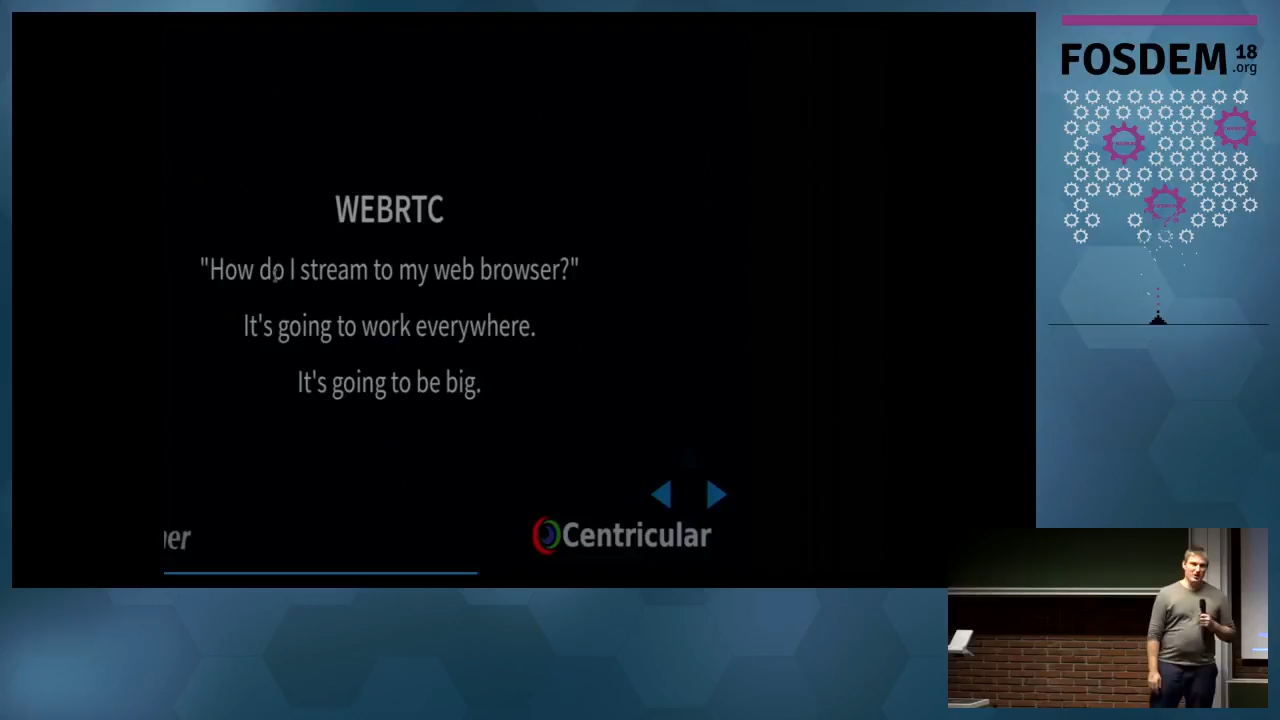 WEBRTC
"How do I stream to my web browser?"
It's going to work everywhere.
It's going to be big.
er
Centricular
FOSDEM 18
.org